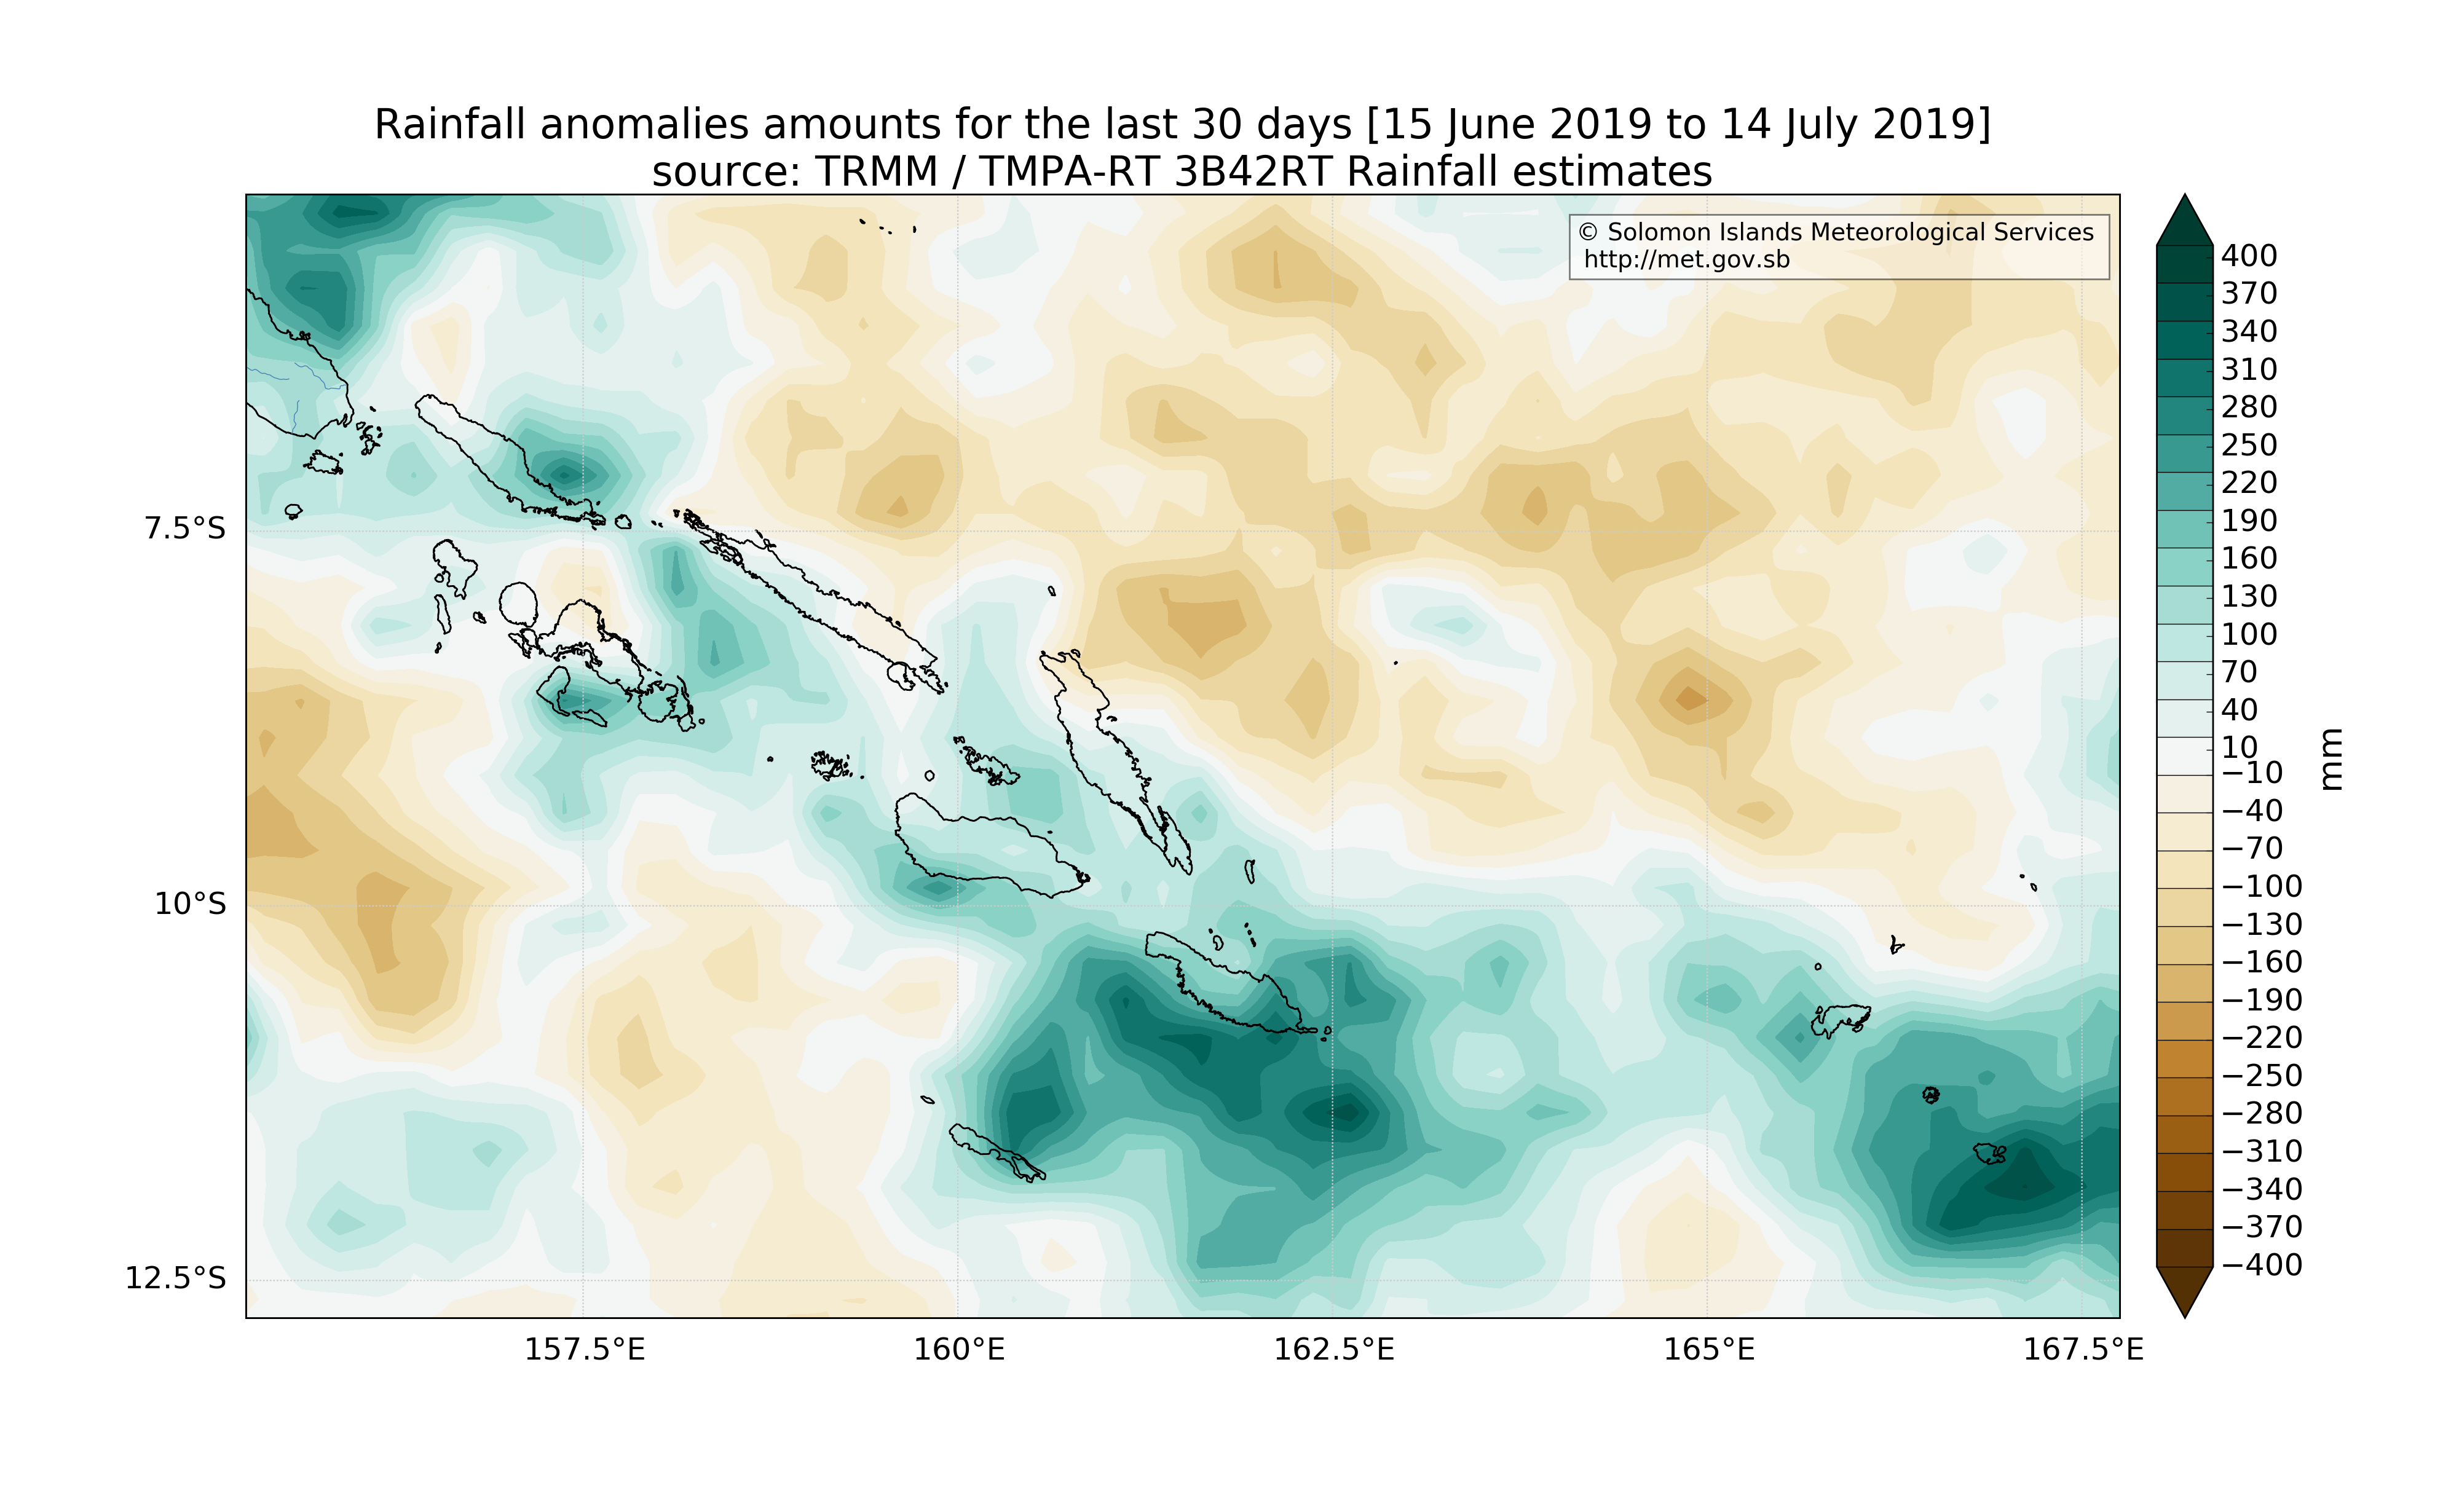 Rainfall anomalies amounts for the last 30 days [15 June 2019 to 14 July 2019]
source: TRMM / TMPA-RT 3B42RT Rainfall estimates
© Solomon Islands Meteorological Services
http://met.gov.sb
7.5°S
10°S
12.5°S
157.5°E
160°E
162.5°E
165°E
167.5°E
400
370
340
310
280
250
220
190
160
130
100
70
40
10
−10
−40
−70
−100
−130
−160
−190
−220
−250
−280
−310
−340
−370
−400
mm